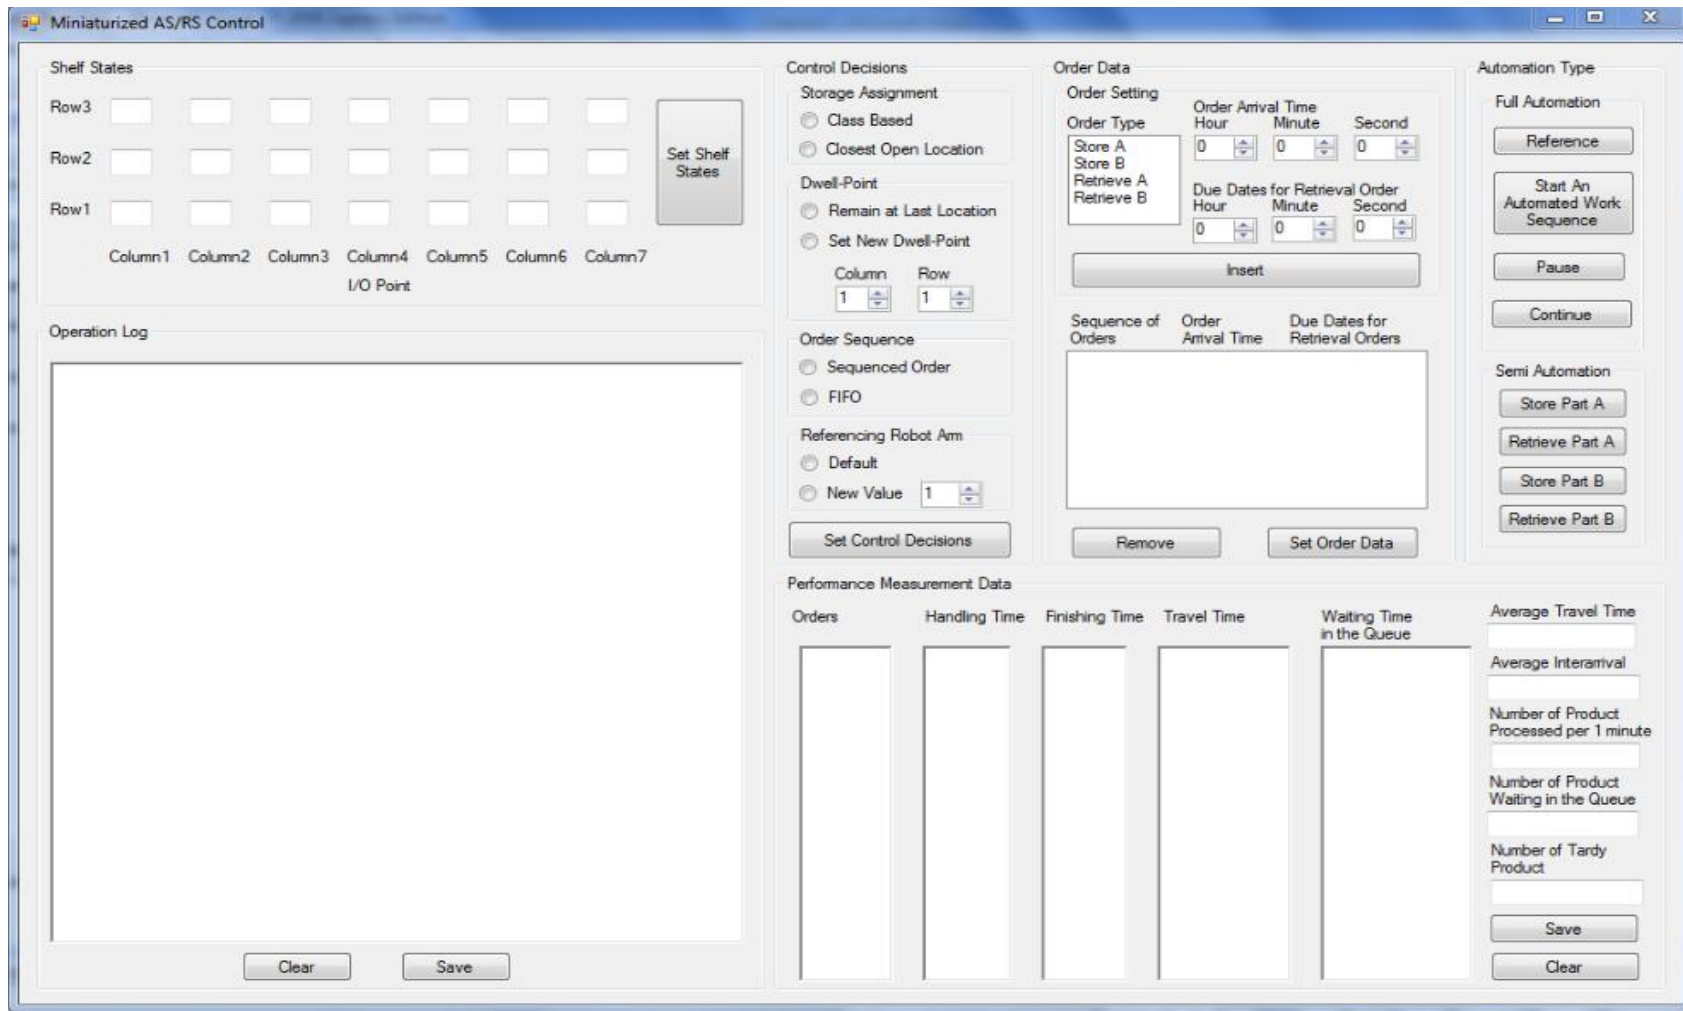 Miniaturized AS/RS Control
Shelf States
Row3
Row2
Row1
Set Shelf
States
Column1 Column2 Column3 Column4 Column5 Column6 Column7
I/O Point
Operation Log
Clear Save
Control Decisions
Storage Assignment
Class Based
Closest Open Location
Dwell-Point
Remain at Last Location
Set New Dwell-Point
Column Row
1 1
Order Sequence
Sequenced Order
FIFO
Referencing Robot Arm
Default
New Value 1
Set Control Decisions
Order Data
Order Setting
Order Type
Store A
Store B
Retrieve A
Retrieve B
Order Arrival Time
Hour Minute Second
0 0 0
Due Dates for Retrieval Order
Hour Minute Second
0 0 0
Insert
Sequence of Orders
Order Arrival Time
Due Dates for Retrieval Orders
Remove Set Order Data
Automation Type
Full Automation
Reference
Start An
Automated Work
Sequence
Pause
Continue
Semi Automation
Store Part A
Retrieve Part A
Store Part B
Retrieve Part B
Performance Measurement Data
Orders Handling Time Finishing Time Travel Time Waiting Time
in the Queue
Average Travel Time
Average Interarrival
Number of Product
Processed per 1 minute
Number of Product
Waiting in the Queue
Number of Tardy
Product
Save
Clear